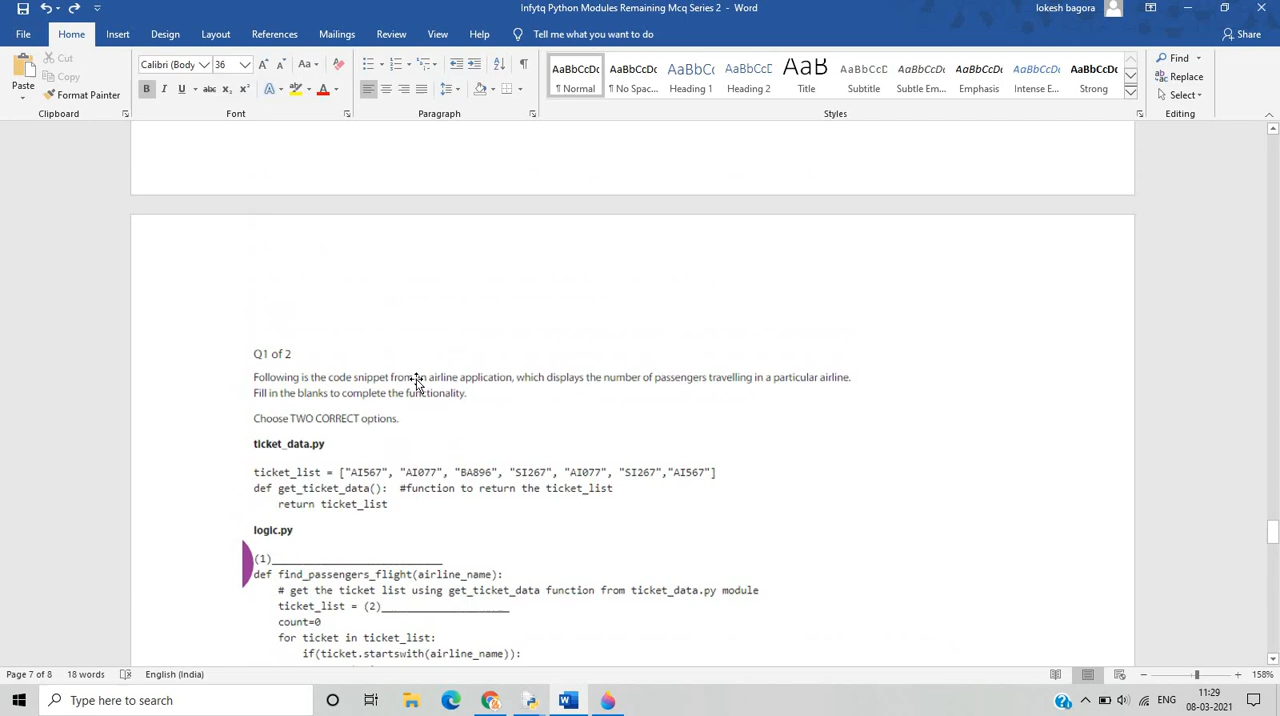 Infytq Python Modules Remaining Mcq Series 2 - Word
lokesh bagora
File Home Insert Design Layout References Mailings Review View Help Tell me what you want to do Share
Paste
Cut
Copy
Format Painter
Calibri (Body 36
AaBbCcDc AaBbCcDc AaBbC AaBbCcE AaB AaBbCcD AaBbCcDc AaBbCcDc AaBbCcDc AaBbCcDc
¶ Normal ¶ No Spac... Heading 1 Heading 2 Title Subtitle Subtle Em... Emphasis Intense E... Strong
Find
Replace
Select
Clipboard Font Paragraph Styles Editing
Q1 of 2
Following is the code snippet from an airline application, which displays the number of passengers travelling in a particular airline.
Fill in the blanks to complete the functionality.
Choose TWO CORRECT options.
ticket_data.py
ticket_list = ["AI567", "AI077", "BA896", "SI267", "AI077", "SI267","AI567"]
def get_ticket_data(): #function to return the ticket_list
return ticket_list
logic.py
(1)_____________________
def find_passengers_flight(airline_name):
# get the ticket list using get_ticket_data function from ticket_data.py module
ticket_list = (2)_____________________
count=0
for ticket in ticket_list:
if(ticket.startswith(airline_name)):
Page 7 of 8 18 words English (India) 158%
Type here to search
ENG
11:29
08-03-2021